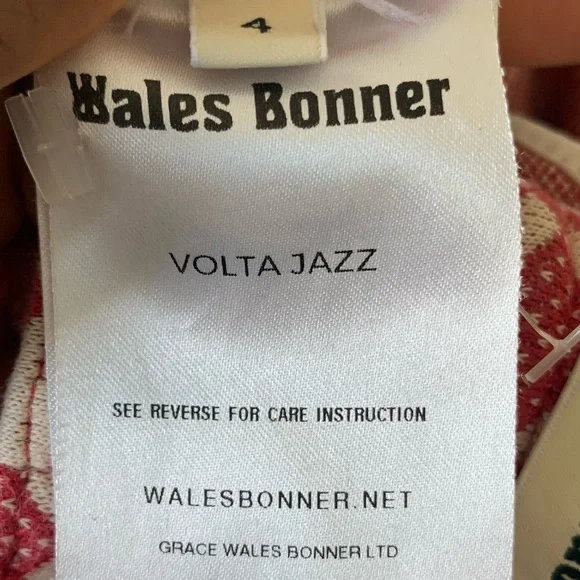 4
Wales Bonner
VOLTA JAZZ
SEE REVERSE FOR CARE INSTRUCTION
WALESBONNER.NET
GRACE WALES BONNER LTD